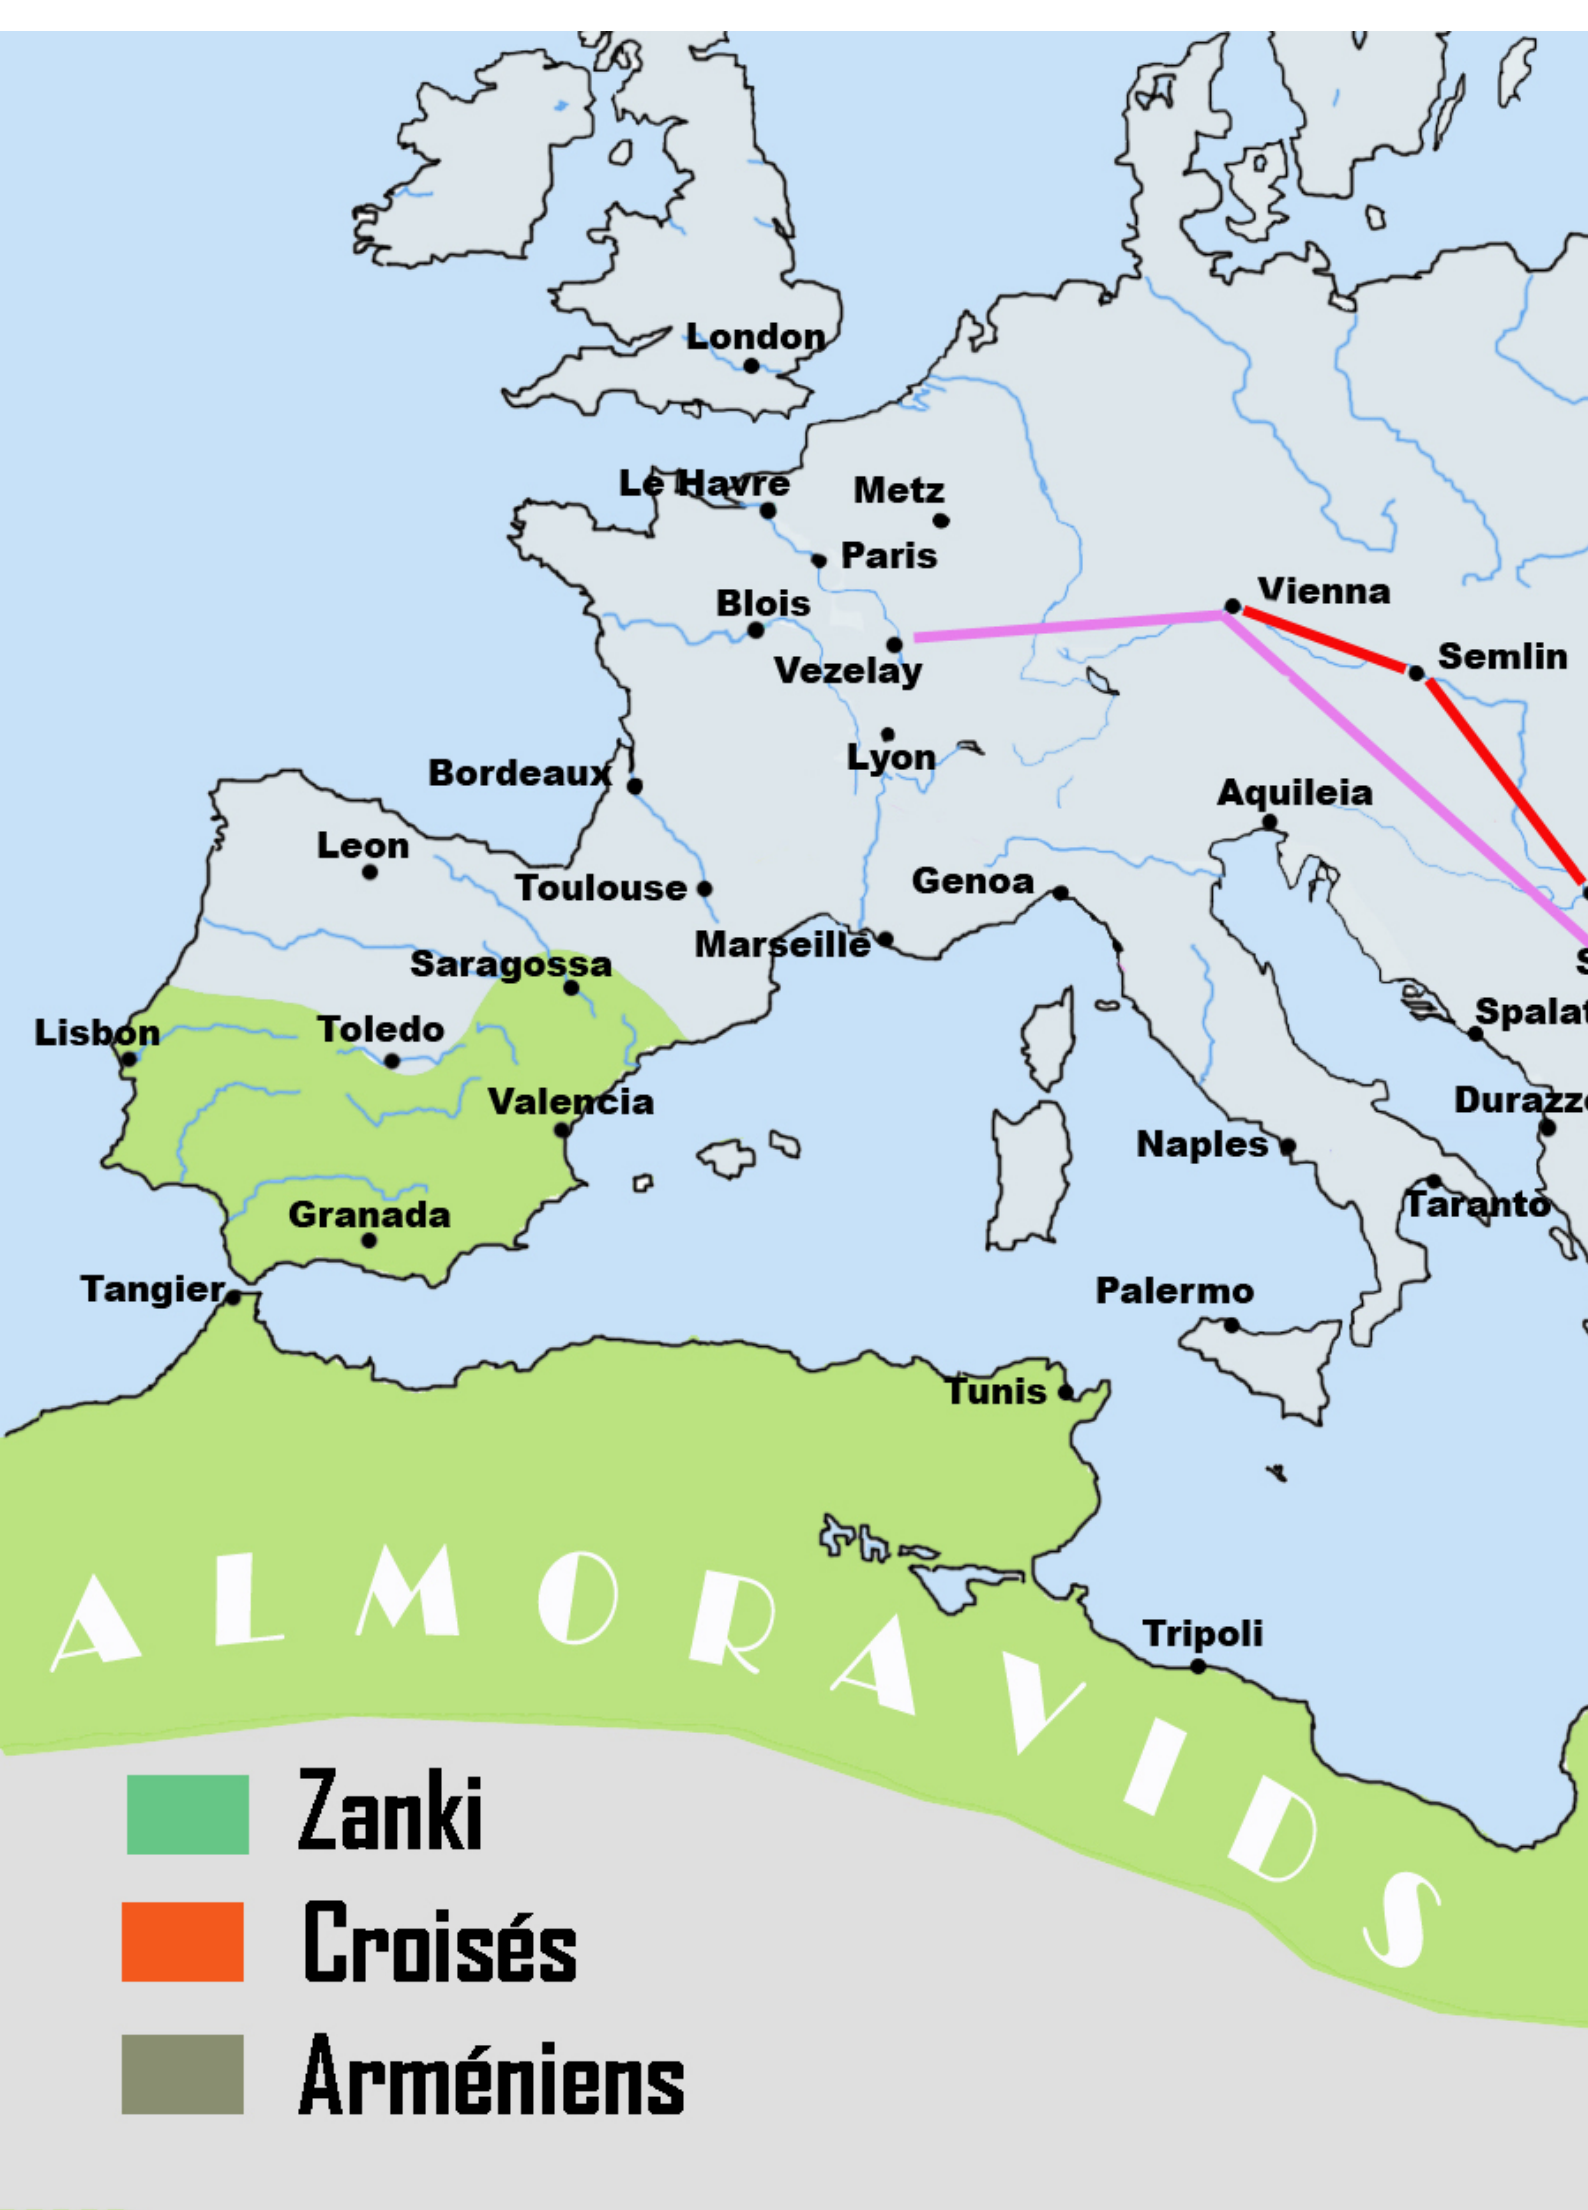 London
Le Havre
Metz
Paris
Blois
Vienna
Vezelay
Semlin
Lyon
Bordeaux
Aquileia
Leon
Toulouse
Genoa
Marseille
Saragossa
S
Spalat
Lisbon
Toledo
Durazzo
Valencia
Naples
Taranto
Granada
Tangier
Palermo
Tunis
ALMORAVIDS
Tripoli
Zanki
Croisés
Arméniens